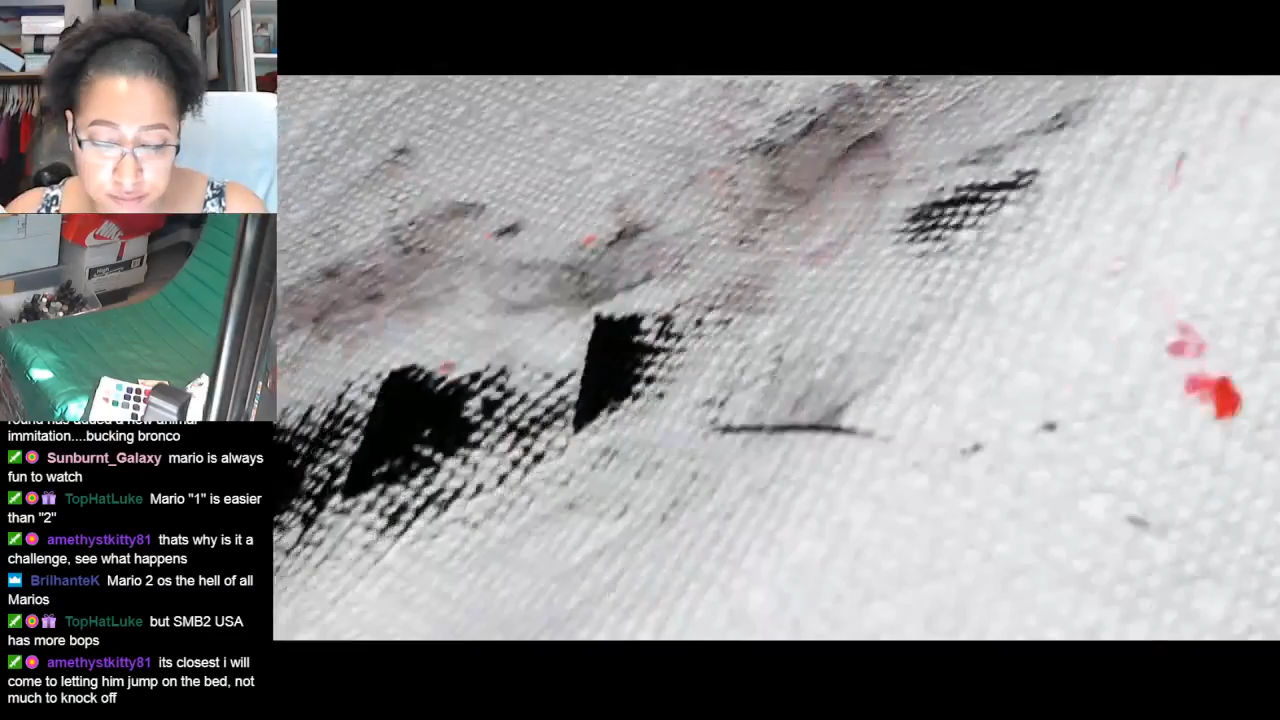 immitation....bucking bronco
Sunburnt_Galaxy mario is always
fun to watch
TopHatLuke Mario "1" is easier
than "2"
amethystkitty81 thats why is it a
challenge, see what happens
BrilhanteK Mario 2 os the hell of all
Marios
TopHatLuke but SMB2 USA
has more bops
amethystkitty81 its closest i will
come to letting him jump on the bed, not
much to knock off